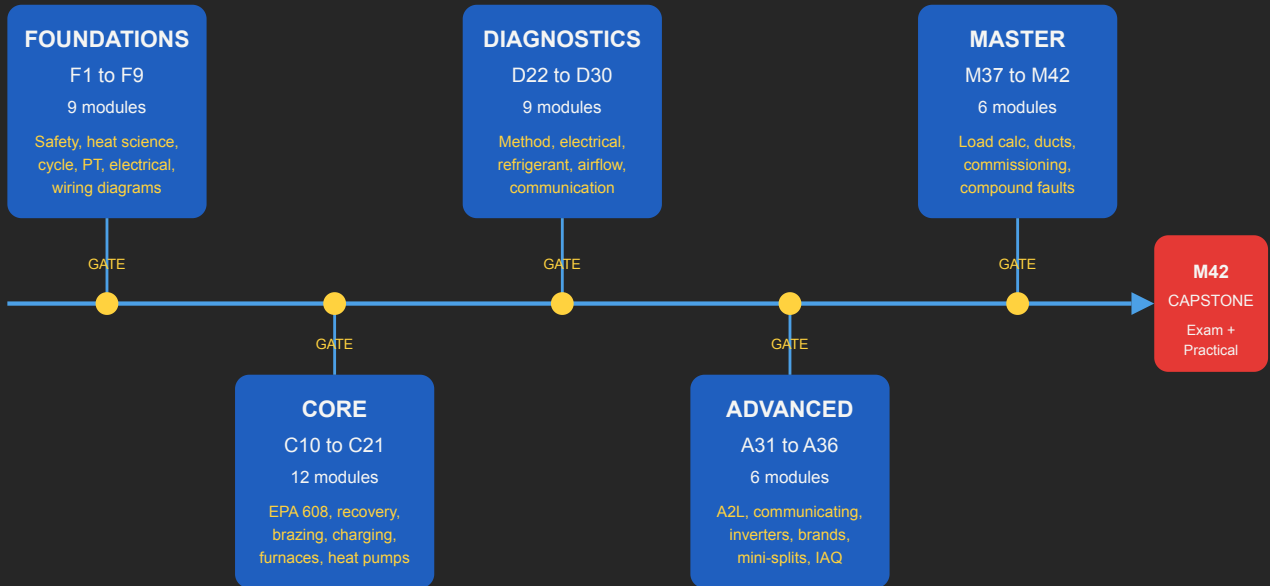 FOUNDATIONS
F1 to F9
9 modules
Safety, heat science,
cycle, PT, electrical,
wiring diagrams
GATE
CORE
C10 to C21
12 modules
EPA 608, recovery,
brazing, charging,
furnaces, heat pumps
GATE
DIAGNOSTICS
D22 to D30
9 modules
Method, electrical,
refrigerant, airflow,
communication
GATE
ADVANCED
A31 to A36
6 modules
A2L, communicating,
inverters, brands,
mini-splits, IAQ
GATE
MASTER
M37 to M42
6 modules
Load calc, ducts,
commissioning,
compound faults
GATE
M42
CAPSTONE
Exam +
Practical